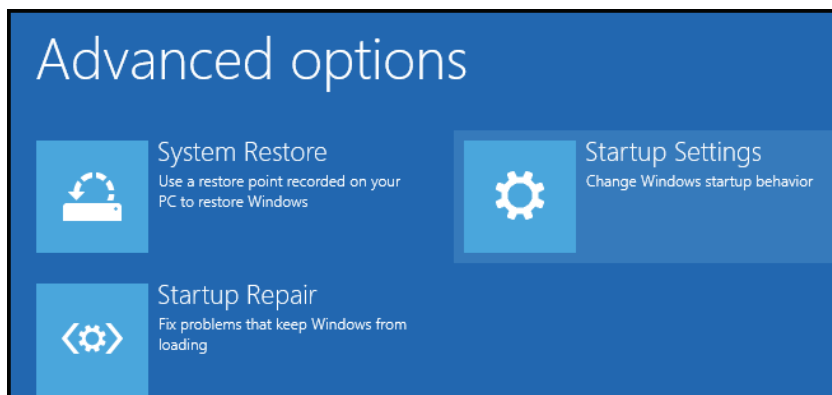 Advanced options
System Restore
Use a restore point recorded on your
PC to restore Windows
Startup Settings
Change Windows startup behavior
Startup Repair
Fix problems that keep Windows from
loading